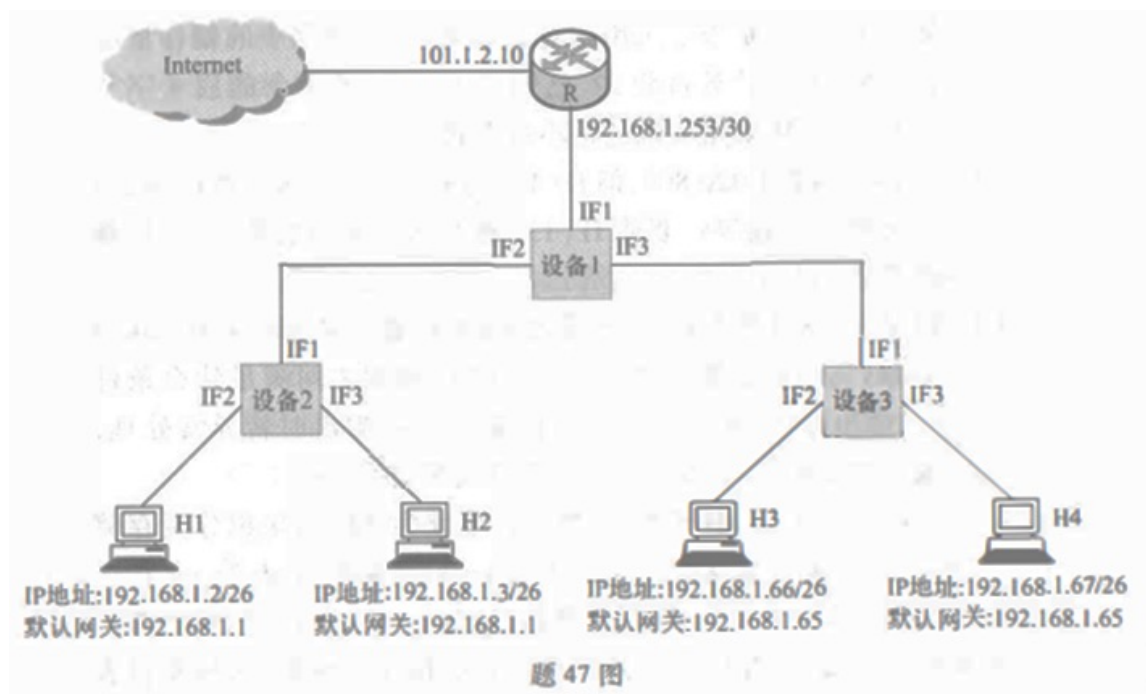 Internet
101.1.2.10
R
192.168.1.253/30
IF1
IF2
设备1
IF3
IF1
IF2
设备2
IF3
IF1
IF2
设备3
IF3
H1
H2
H3
H4
IP地址:192.168.1.2/26
默认网关:192.168.1.1
IP地址:192.168.1.3/26
默认网关:192.168.1.1
IP地址:192.168.1.66/26
默认网关:192.168.1.65
IP地址:192.168.1.67/26
默认网关:192.168.1.65
题 47 图